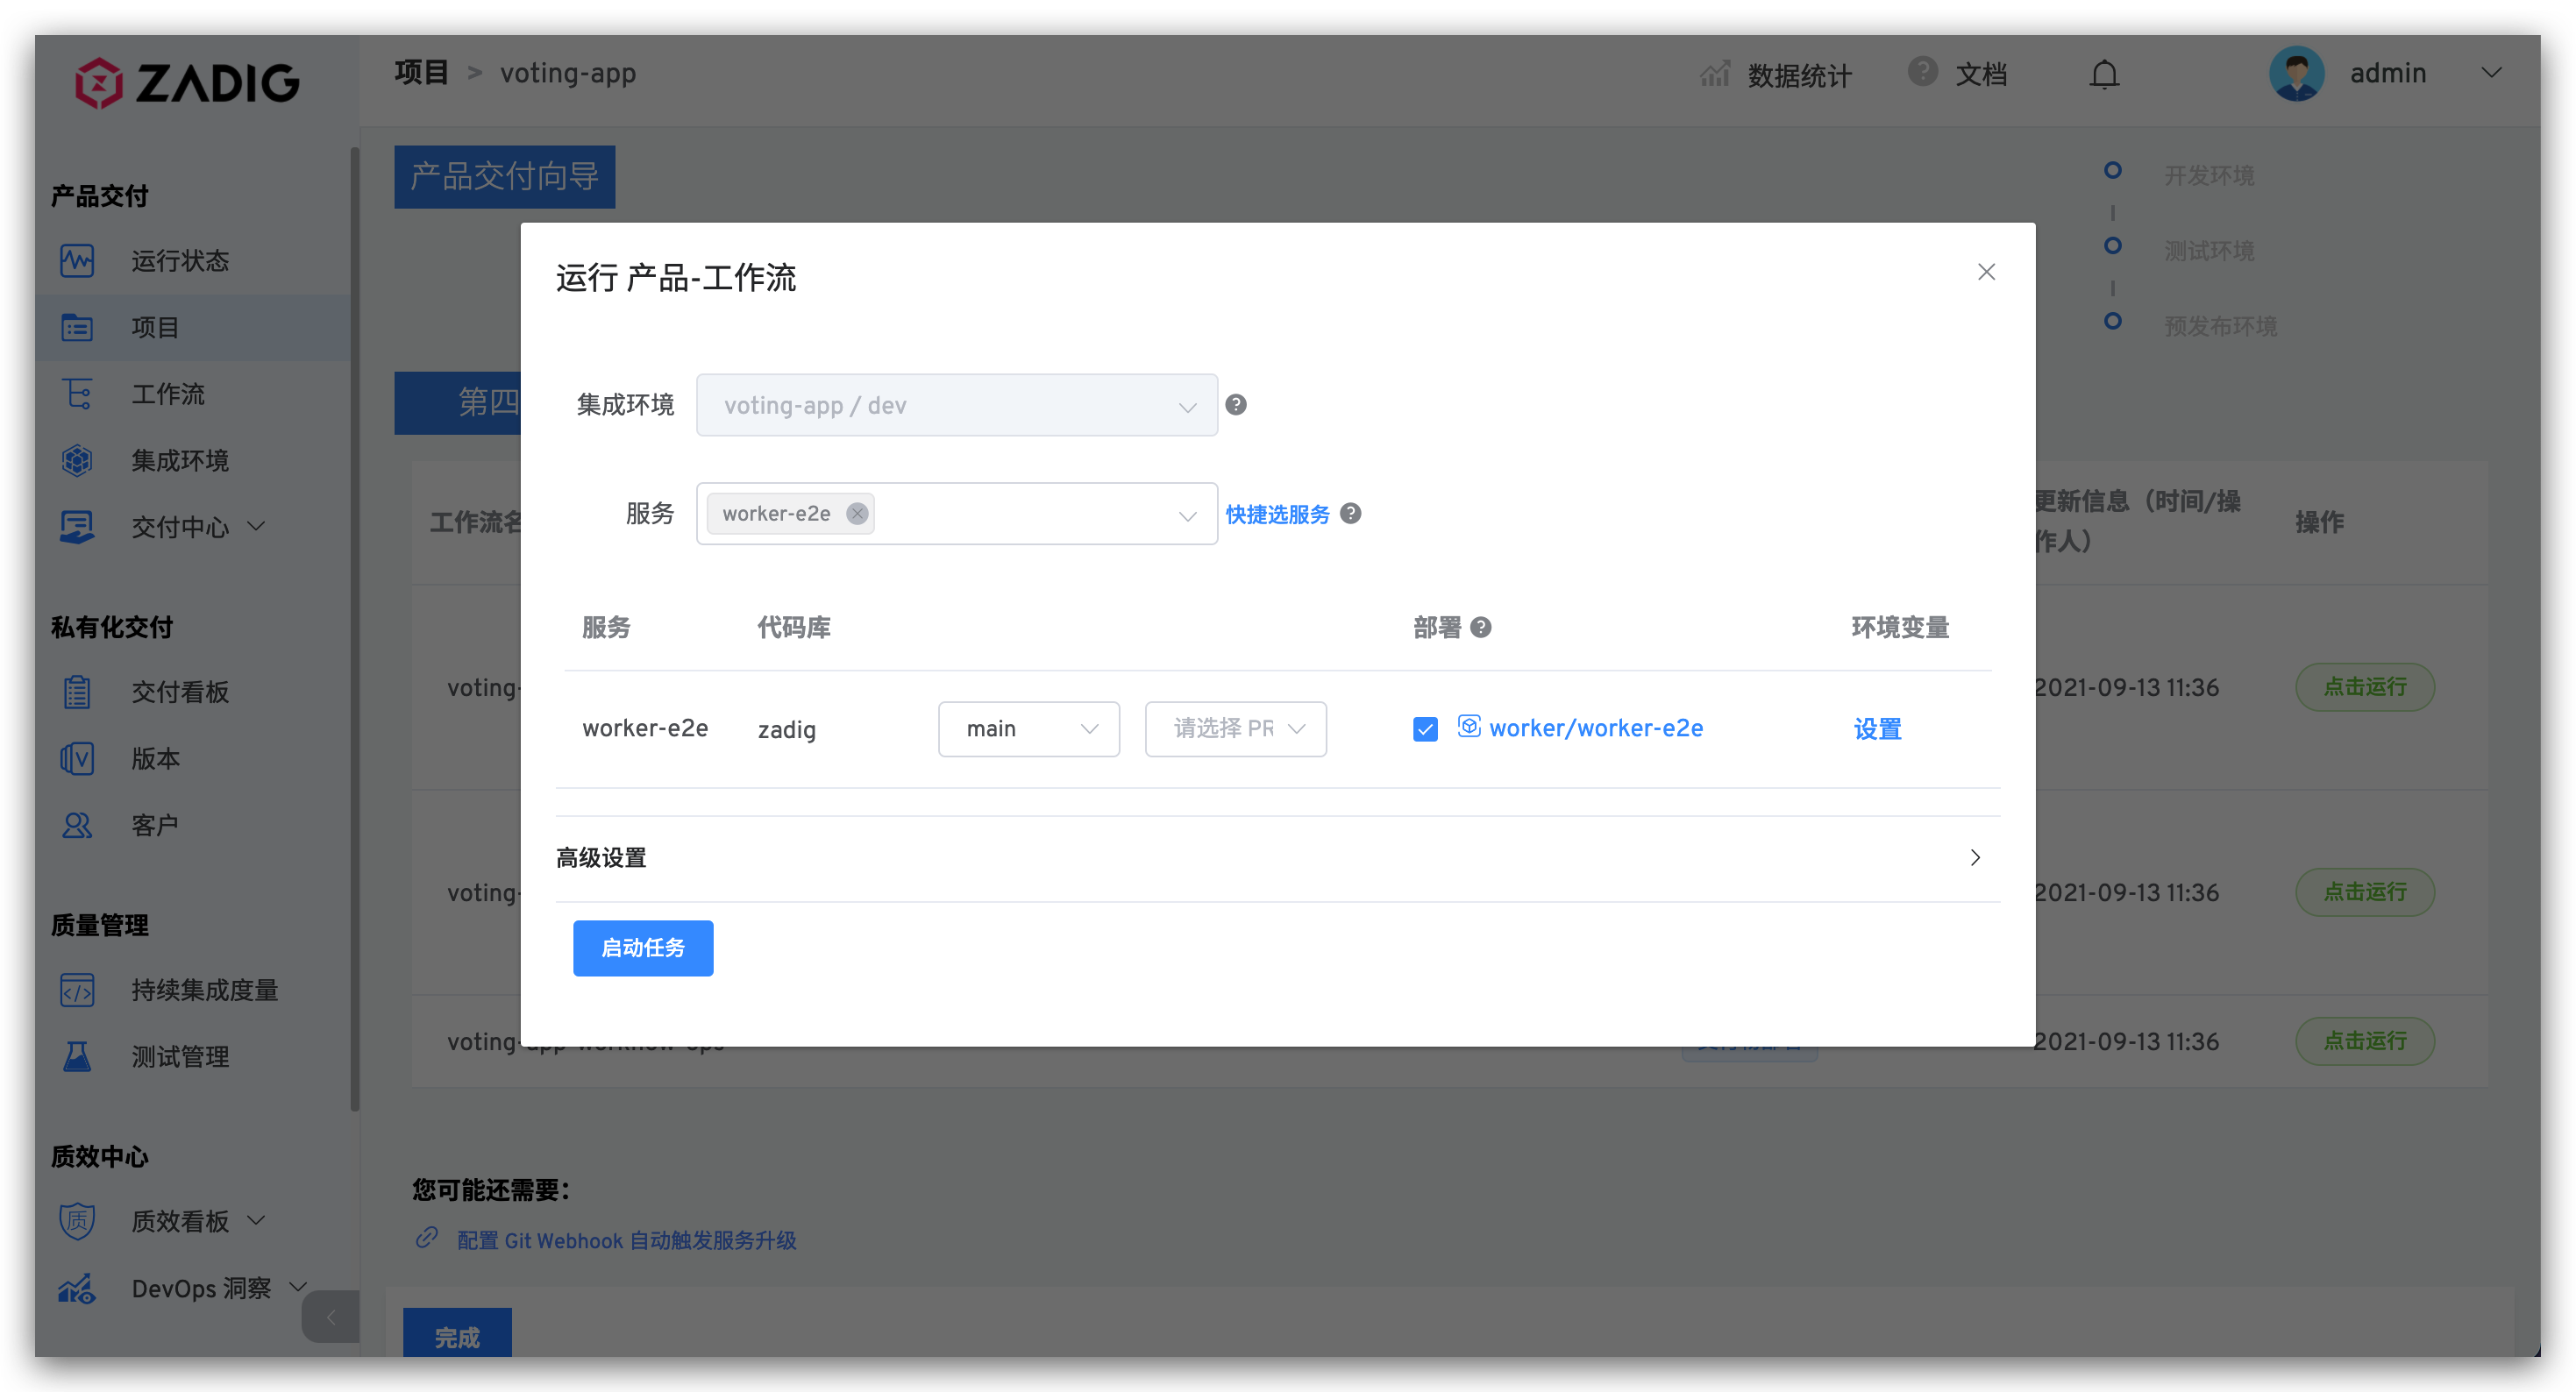 ZADIG
项目 > voting-app
数据统计
文档
admin
产品交付
运行状态
项目
工作流
集成环境
交付中心
私有化交付
交付看板
版本
客户
质量管理
持续集成度量
测试管理
质效中心
质效看板
DevOps 洞察
产品交付向导
开发环境
测试环境
预发布环境
第四
工作流名
更新信息（时间/操
作人）
操作
voting-
2021-09-13 11:36
点击运行
voting-
2021-09-13 11:36
点击运行
voting-app-workflow-ops
2021-09-13 11:36
点击运行
运行 产品-工作流
集成环境
voting-app / dev
服务
worker-e2e
快捷选服务
服务
代码库
部署
环境变量
worker-e2e
zadig
main
请选择 PR
worker/worker-e2e
设置
高级设置
启动任务
您可能还需要：
配置 Git Webhook 自动触发服务升级
完成